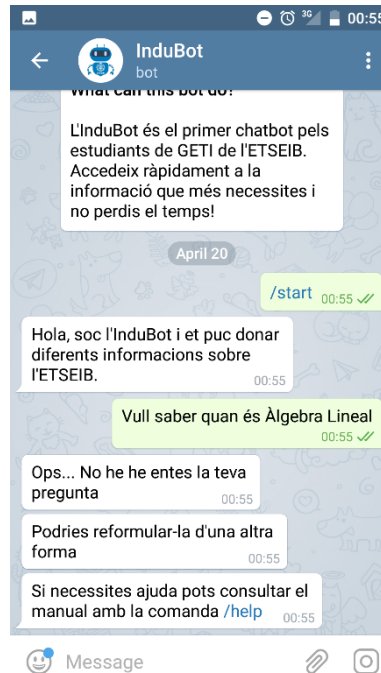 3G 00:55
InduBot
bot
What can this bot do?
L'InduBot és el primer chatbot pels
estudiants de GETI de l'ETSEIB.
Accedeix ràpidament a la
informació que més necessites i
no perdis el temps!
April 20
/start 00:55
Hola, soc l'InduBot i et puc donar
diferents informacions sobre
l'ETSEIB.
00:55
Vull saber quan és Àlgebra Lineal
00:55
Ops... No he he entes la teva
pregunta
00:55
Podries reformular-la d'una altra
forma
00:55
Si necessites ajuda pots consultar el
manual amb la comanda /help 00:55
Message